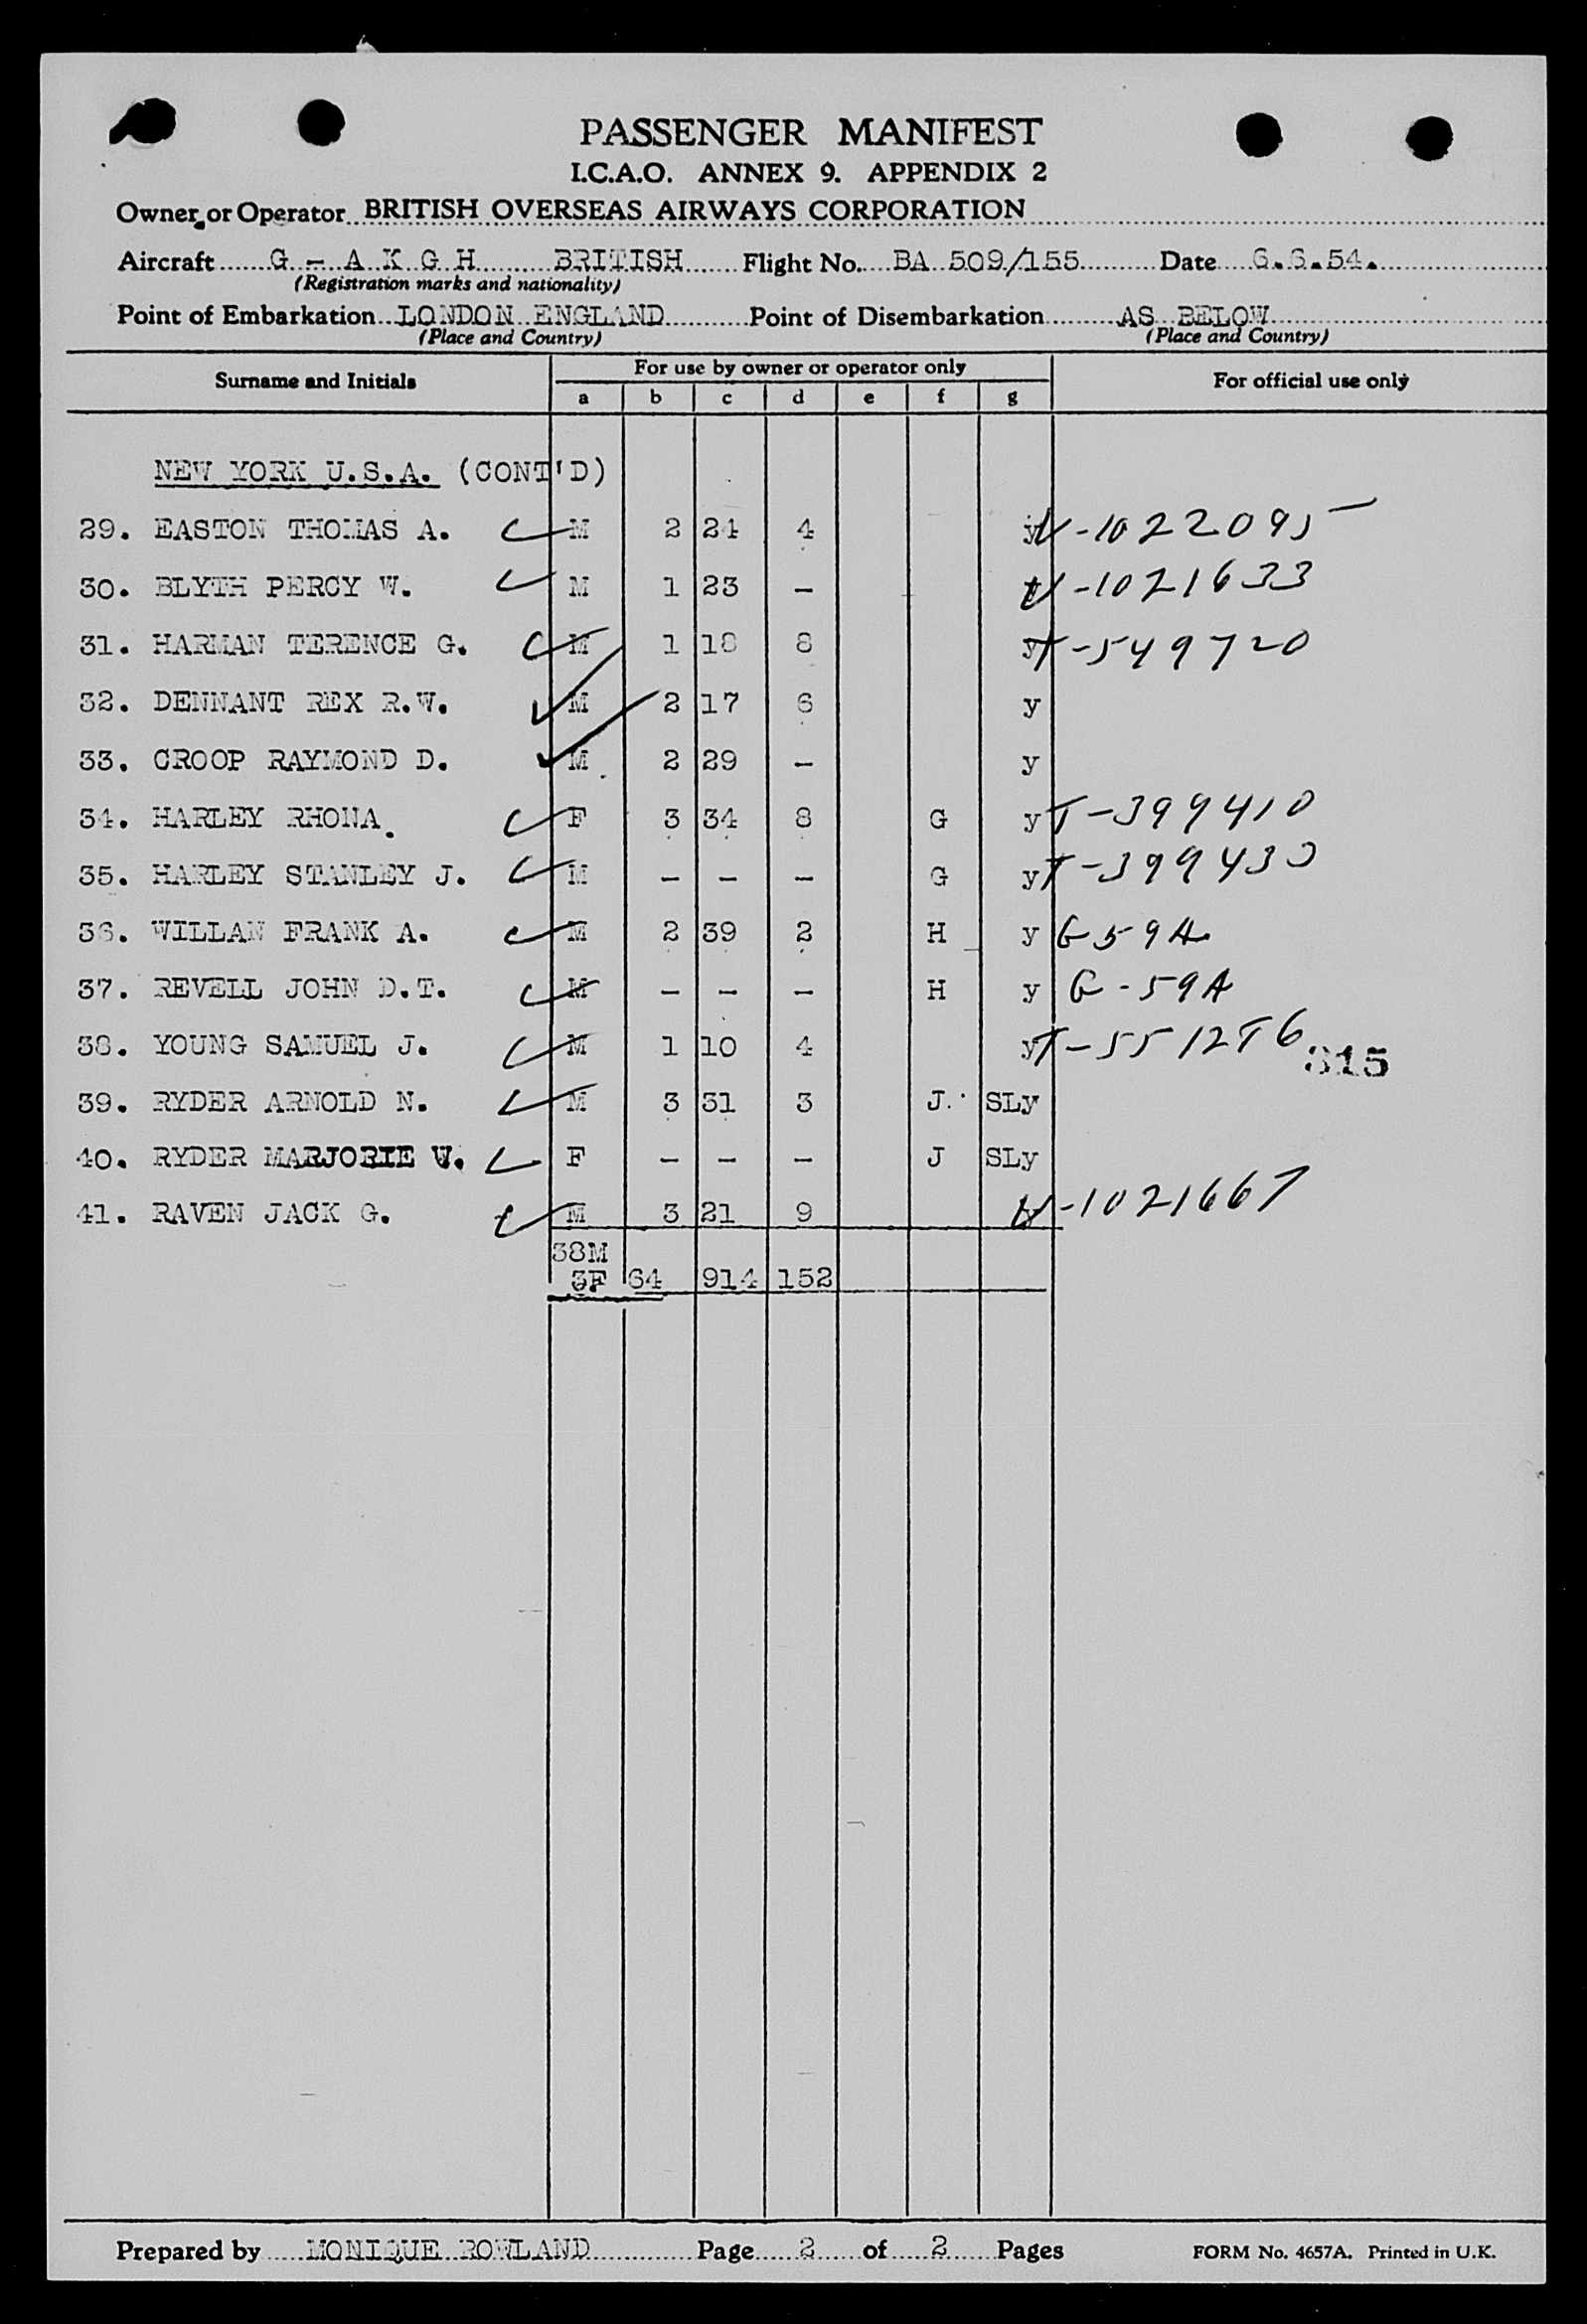 PASSENGER MANIFEST
I.C.A.O. ANNEX 9. APPENDIX 2
Owner or Operator BRITISH OVERSEAS AIRWAYS CORPORATION
Aircraft G - A K G H BRITISH Flight No. BA 509/155 Date 6.6.54.
(Registration marks and nationality)
Point of Embarkation LONDON ENGLAND Point of Disembarkation AS BELOW
(Place and Country) (Place and Country)
Surname and Initials For use by owner or operator only For official use only
a b c d e f g
NEW YORK U.S.A. (CONT'D)
29. EASTON THOMAS A. M 2 24 4 y V-1022095
30. BLYTH PERCY W. M 1 23 - V-1021633
31. HARMAN TERENCE G. M 1 18 8 y T-549720
32. DENNANT REX R.W. M 2 17 6 y
33. CROOP RAYMOND D. M 2 29 - y
34. HARLEY RHONA. F 3 34 8 G y T-399410
35. HARLEY STANLEY J. M - - - G y T-399430
36. WILLAN FRANK A. M 2 39 2 H y G59A
37. REVELL JOHN D.T. M - - - H y G-59A
38. YOUNG SAMUEL J. M 1 10 4 y T-551286
315
39. RYDER ARNOLD N. M 3 31 3 J. SLy
40. RYDER MARJORIE W. F - - - J SLy
41. RAVEN JACK G. M 3 21 9 V-1021667
38M
3F 64 914 152
Prepared by MONIQUE ROWLAND Page 2 of 2 Pages FORM No. 4657A. Printed in U.K.